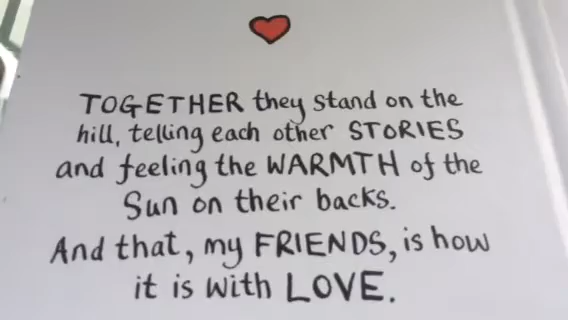 TOGETHER they stand on the
hill, telling each other STORIES
and feeling the WARMTH of the
Sun on their backs.
And that, my FRIENDS, is how
it is with LOVE.